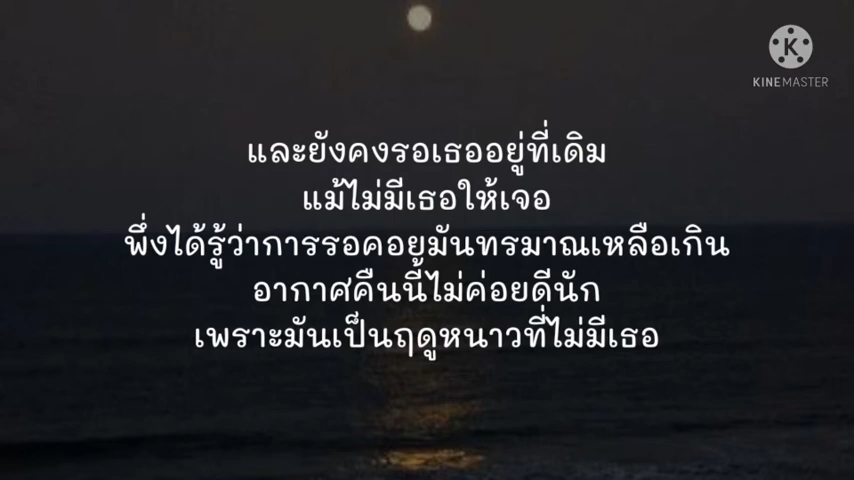 KINEMASTER
และยังคงรอเธออยู่ที่เดิม
แม้ไม่มีเธอให้เจอ
พึ่งได้รู้ว่าการรอคอยมันทรมาณเหลือเกิน
อากาศคืนนี้ไม่ค่อยดีนัก
เพราะมันเป็นฤดูหนาวที่ไม่มีเธอ